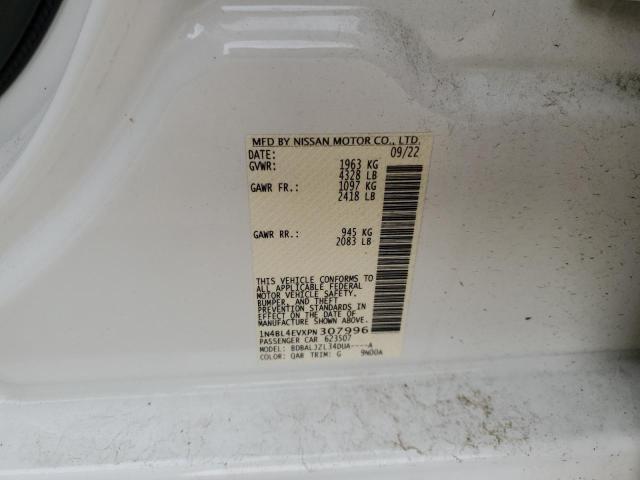 MFD BY NISSAN MOTOR CO., LTD.
DATE: 09/22
GVWR: 1963 KG
4328 LB
GAWR FR.: 1097 KG
2418 LB
GAWR RR.: 945 KG
2083 LB
THIS VEHICLE CONFORMS TO
ALL APPLICABLE FEDERAL
MOTOR VEHICLE SAFETY,
BUMPER, AND THEFT
PREVENTION STANDARDS IN
EFFECT ON THE DATE OF
MANUFACTURE SHOWN ABOVE.
1N4BL4EVXPN307996
PASSENGER CAR 623507
MODEL: BDBALJZL34DUA----A
COLOR: QAB TRIM: G 9N00A